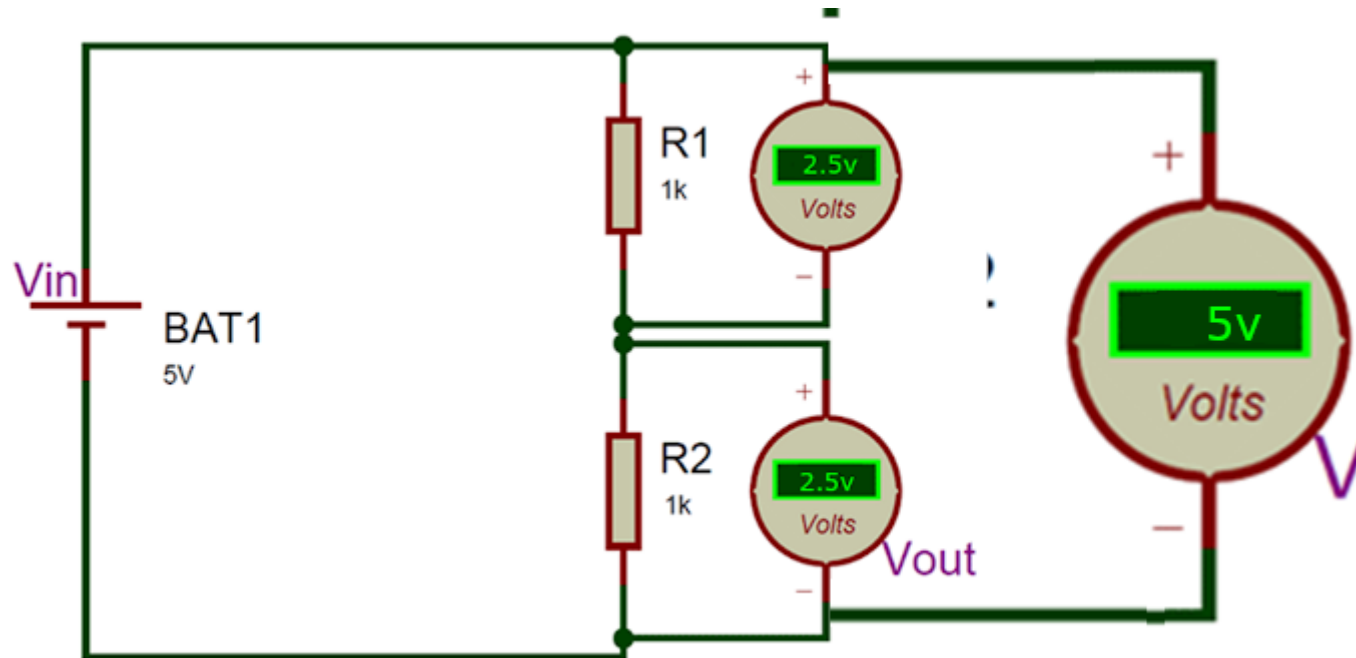 +
R1
1k
2.5v
Volts
−
+
Vin
BAT1
5V
5v
Volts
−
+
R2
1k
2.5v
Volts
Vout
−